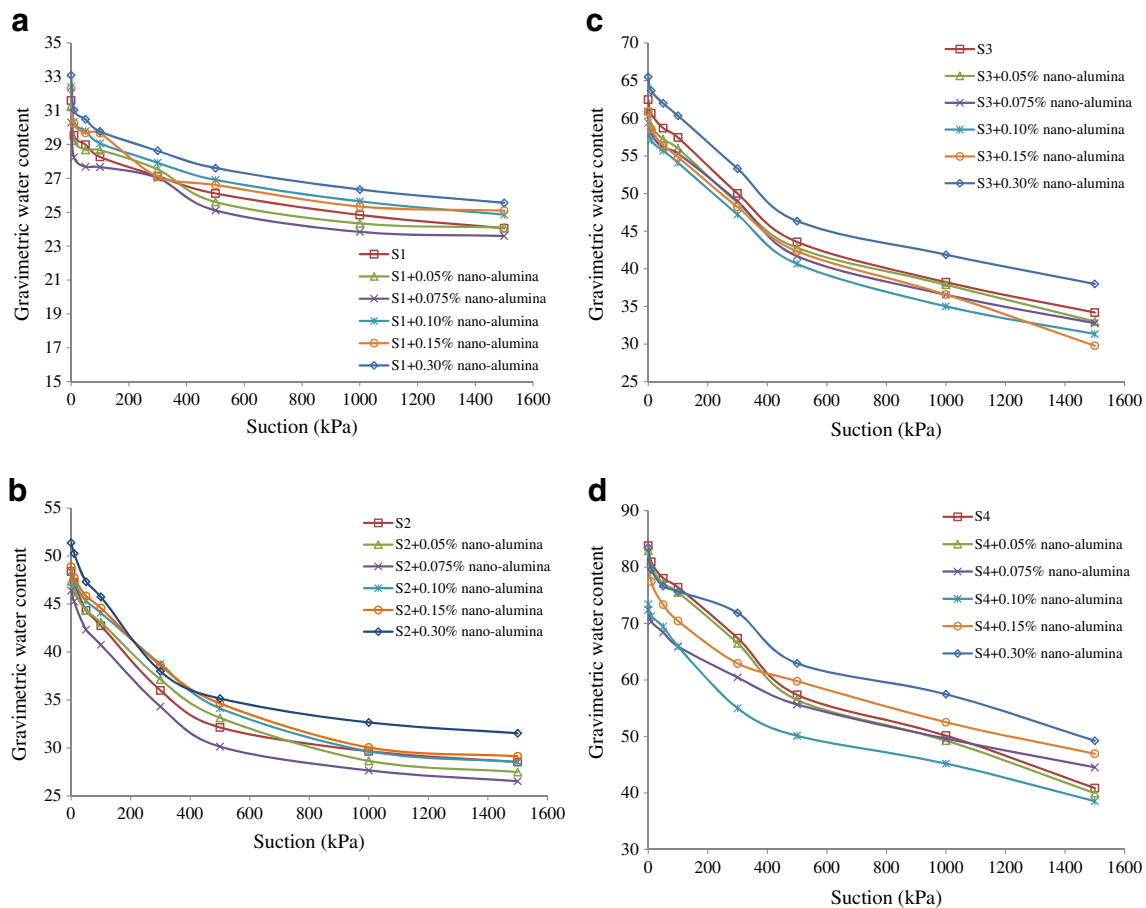 a
35
33
31
29
27
25
23
21
19
17
15
Gravimetric water content
S1
S1+0.05% nano-alumina
S1+0.075% nano-alumina
S1+0.10% nano-alumina
S1+0.15% nano-alumina
S1+0.30% nano-alumina
0 200 400 600 800 1000 1200 1400 1600
Suction (kPa)
b
55
50
45
40
35
30
25
Gravimetric water content
S2
S2+0.05% nano-alumina
S2+0.075% nano-alumina
S2+0.10% nano-alumina
S2+0.15% nano-alumina
S2+0.30% nano-alumina
0 200 400 600 800 1000 1200 1400 1600
Suction (kPa)
c
70
65
60
55
50
45
40
35
30
25
Gravimetric water content
S3
S3+0.05% nano-alumina
S3+0.075% nano-alumina
S3+0.10% nano-alumina
S3+0.15% nano-alumina
S3+0.30% nano-alumina
0 200 400 600 800 1000 1200 1400 1600
Suction (kPa)
d
90
80
70
60
50
40
30
Gravimetric water content
S4
S4+0.05% nano-alumina
S4+0.075% nano-alumina
S4+0.10% nano-alumina
S4+0.15% nano-alumina
S4+0.30% nano-alumina
0 200 400 600 800 1000 1200 1400 1600
Suction (kPa)